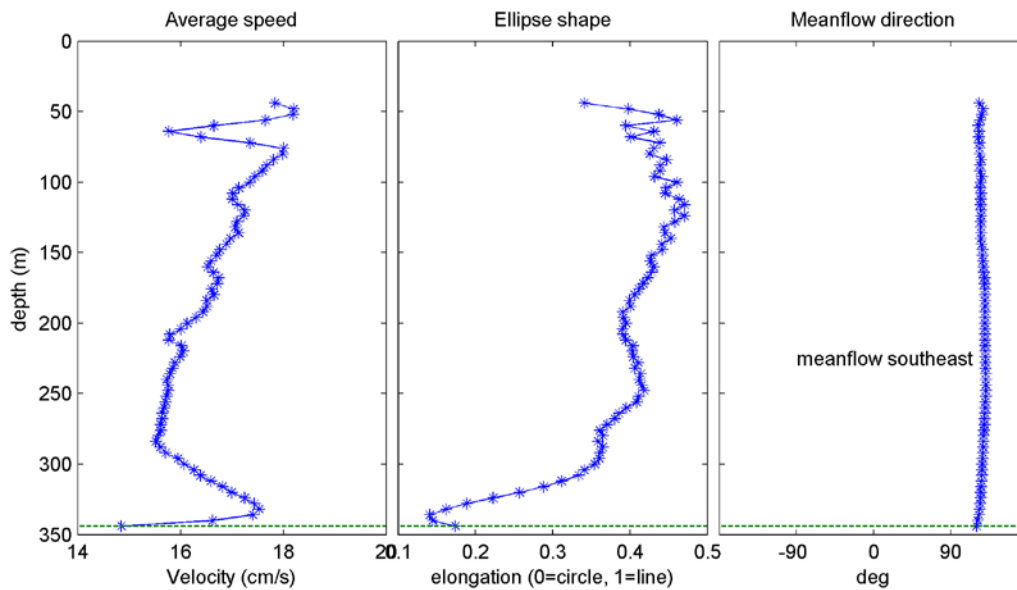 Average speed
Ellipse shape
Meanflow direction
0
50
100
150
200
250
300
350
depth (m)
meanflow southeast
14
16
18
20
0.1
0.2
0.3
0.4
0.5
-90
0
90
Velocity (cm/s)
elongation (0=circle, 1=line)
deg